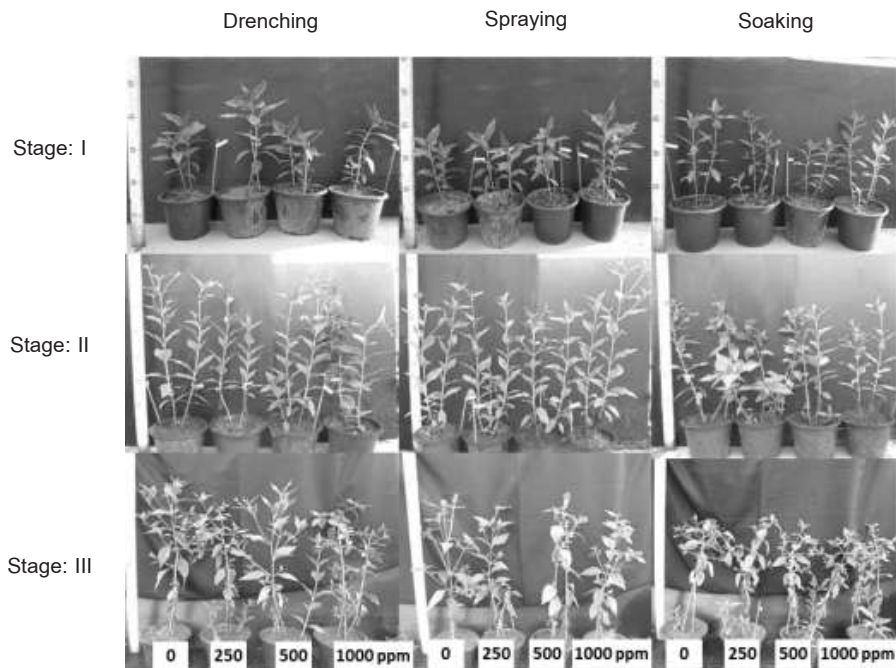 Drenching Spraying Soaking
Stage: I
Stage: II
Stage: III
0 250 500 1000 ppm 0 250 500 1000 ppm 0 250 500 1000 ppm